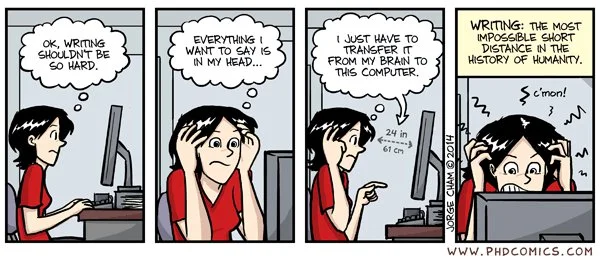 OK, WRITING
SHOULDN'T BE
SO HARD.
EVERYTHING I
WANT TO SAY IS
IN MY HEAD...
I JUST HAVE TO
TRANSFER IT
FROM MY BRAIN TO
THIS COMPUTER.
24 in
61 cm
WRITING: THE MOST
IMPOSSIBLE SHORT
DISTANCE IN THE
HISTORY OF HUMANITY.
c'mon!
JORGE CHAM © 2014
WWW.PHDCOMICS.COM